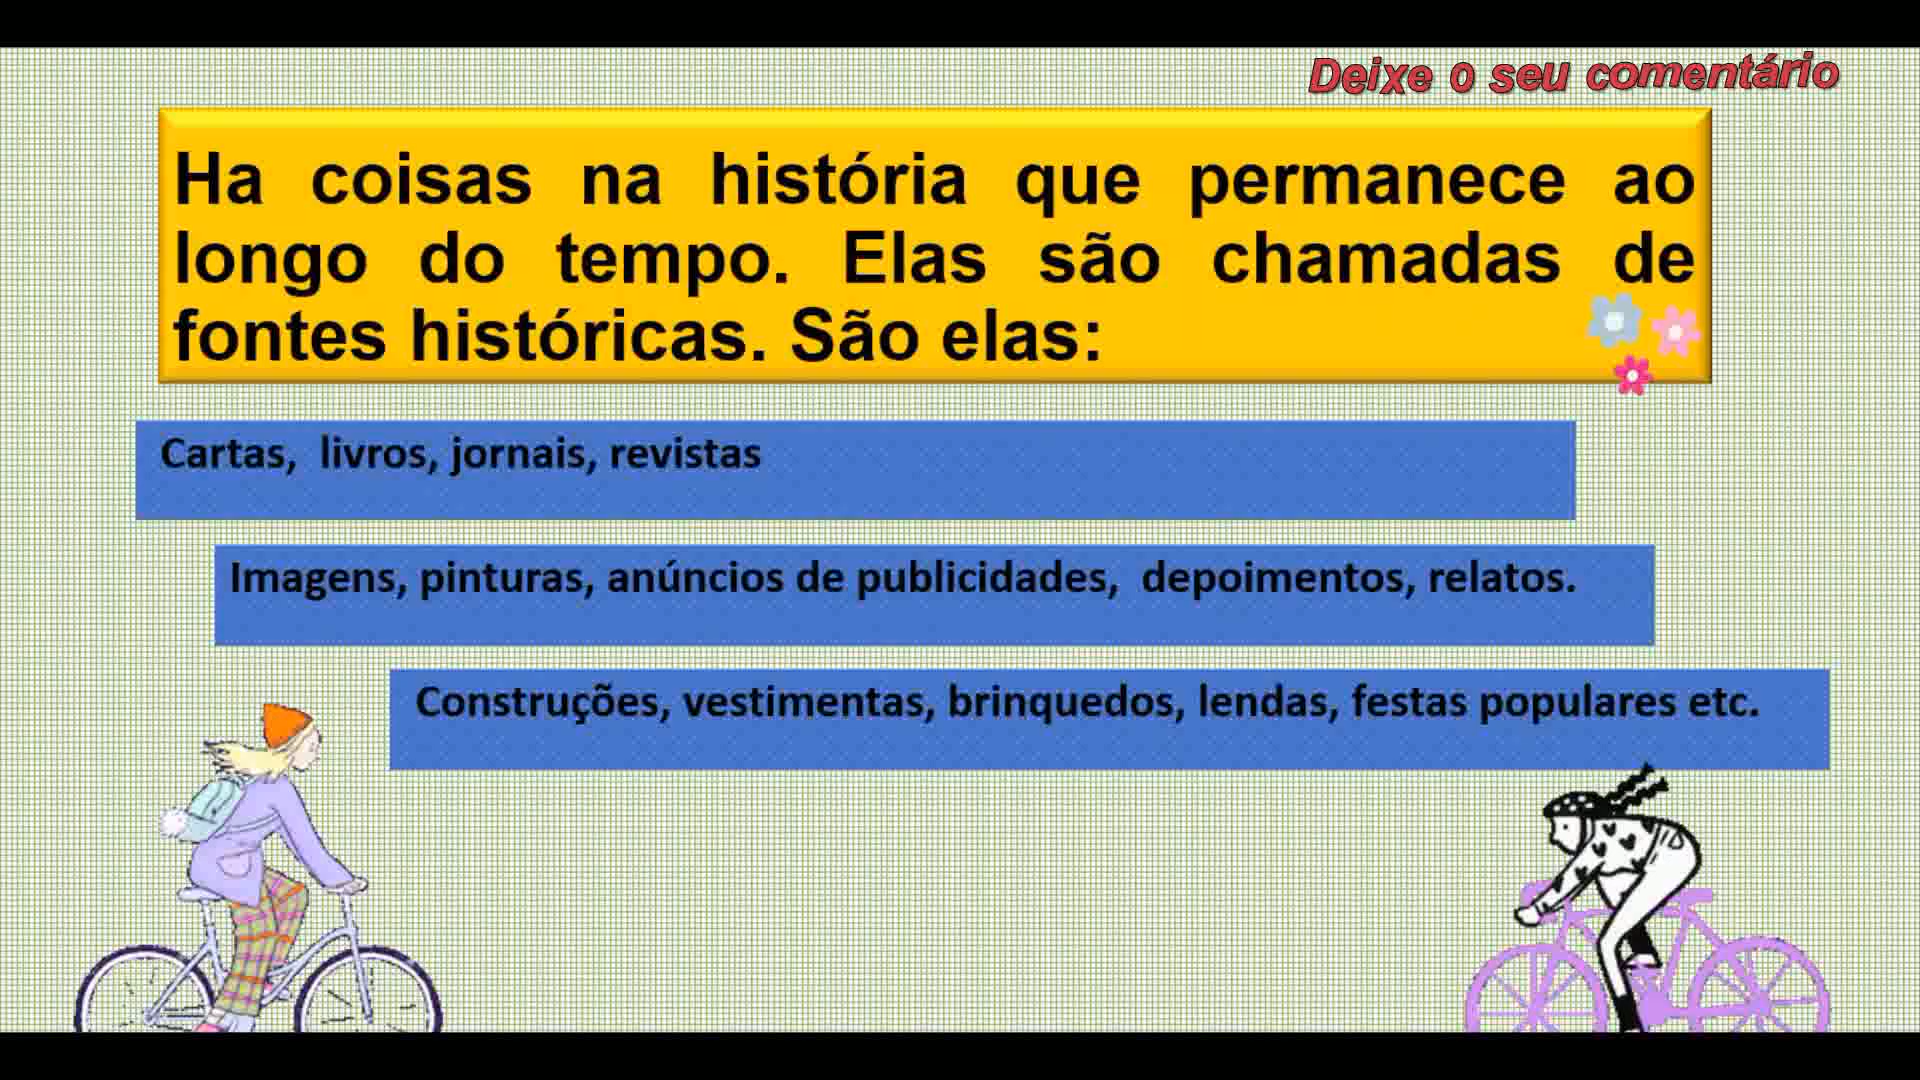 Deixe o seu comentário
Ha coisas na história que permanece ao
longo do tempo. Elas são chamadas de
fontes históricas. São elas:
Cartas, livros, jornais, revistas
Imagens, pinturas, anúncios de publicidades, depoimentos, relatos.
Construções, vestimentas, brinquedos, lendas, festas populares etc.